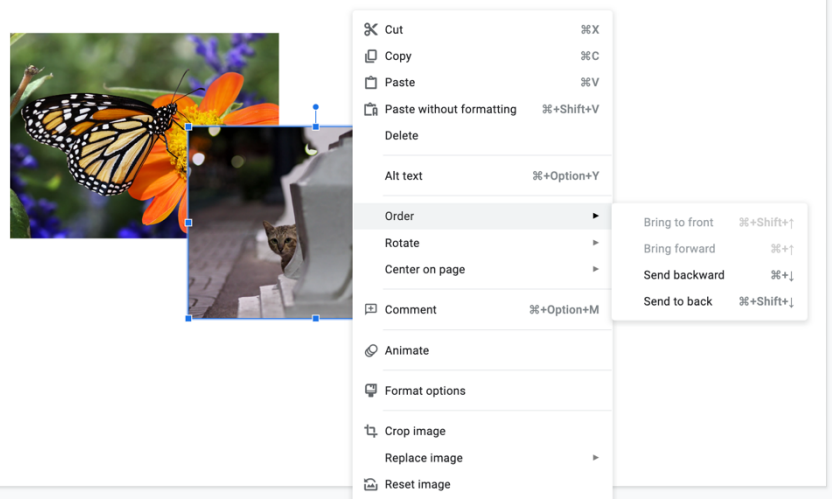 Cut ⌘X
Copy ⌘C
Paste ⌘V
Paste without formatting ⌘+Shift+V
Delete
Alt text ⌘+Option+Y
Order
Bring to front ⌘+Shift+↑
Rotate
Bring forward ⌘+↑
Center on page
Send backward ⌘+↓
Send to back ⌘+Shift+↓
Comment ⌘+Option+M
Animate
Format options
Crop image
Replace image
Reset image